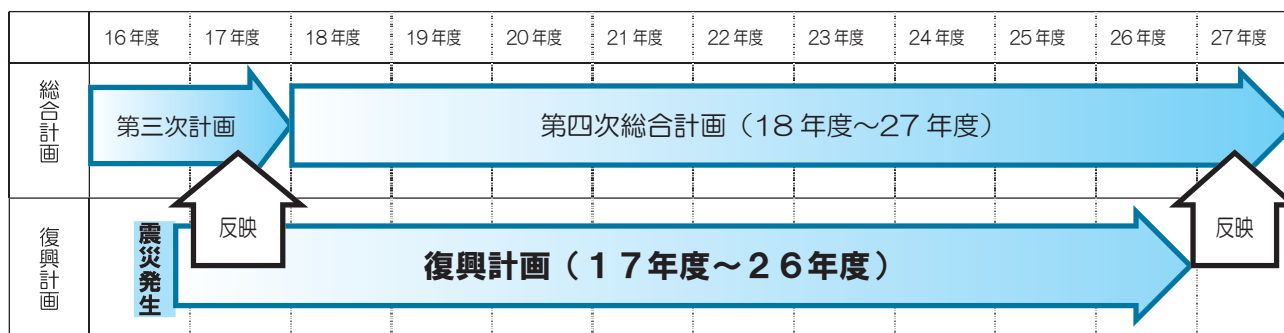 16年度 17年度 18年度 19年度 20年度 21年度 22年度 23年度 24年度 25年度 26年度 27年度
総合計画
第三次計画
第四次総合計画（18年度～27年度）
反映
反映
復興計画
震災発生
復興計画（１７年度～２６年度）